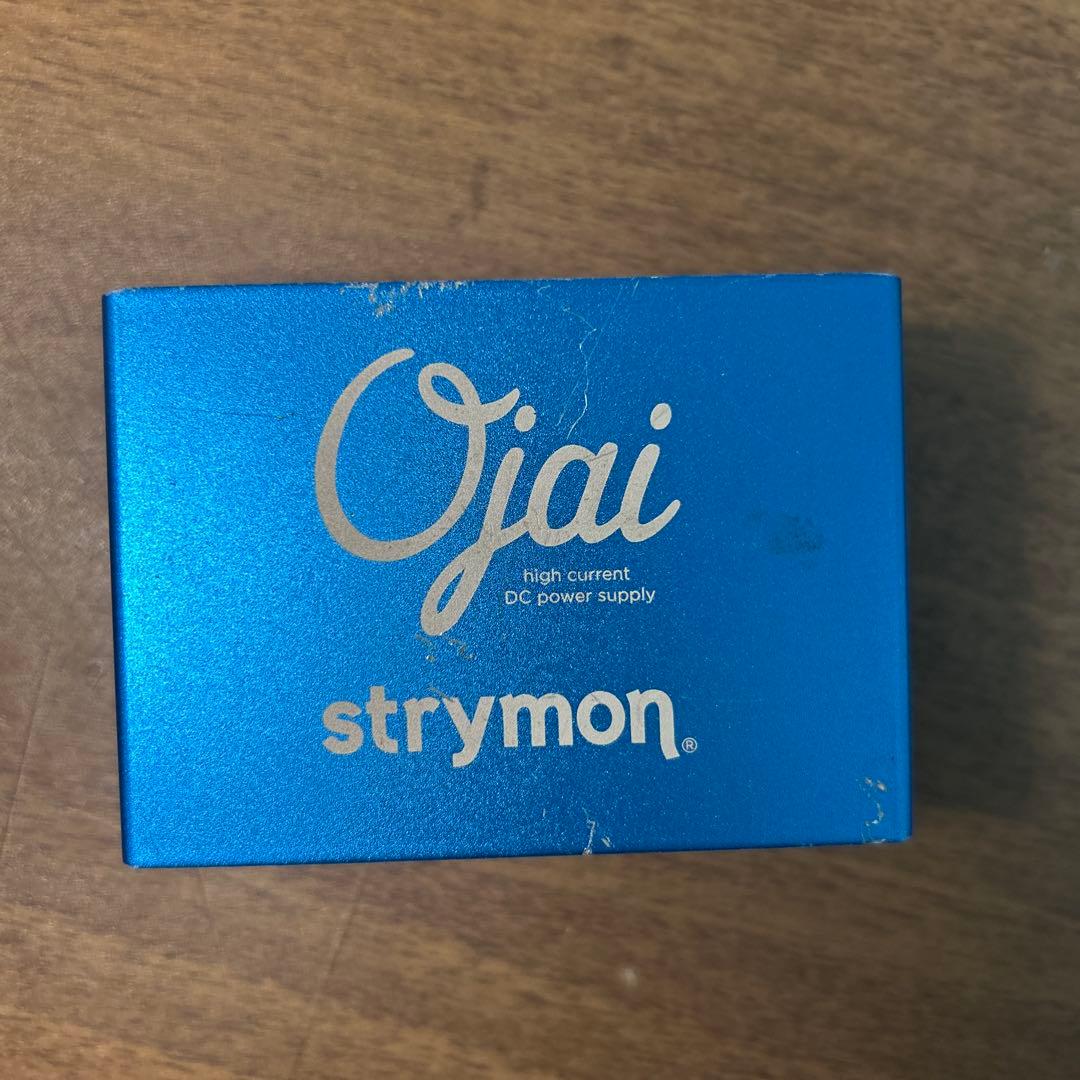 Ojai
high current
DC power supply
strymon®